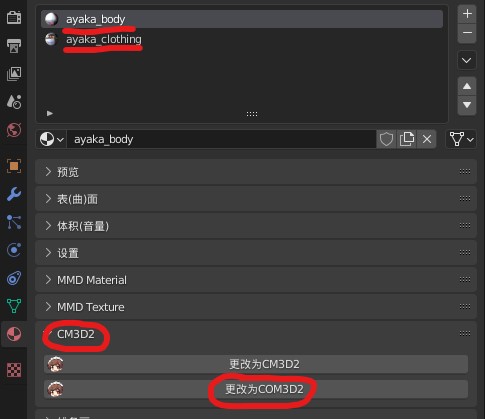 ayaka_body
ayaka_clothing
ayaka_body
预览
表(曲)面
体积(音量)
设置
MMD Material
MMD Texture
CM3D2
更改为CM3D2
更改为COM3D2